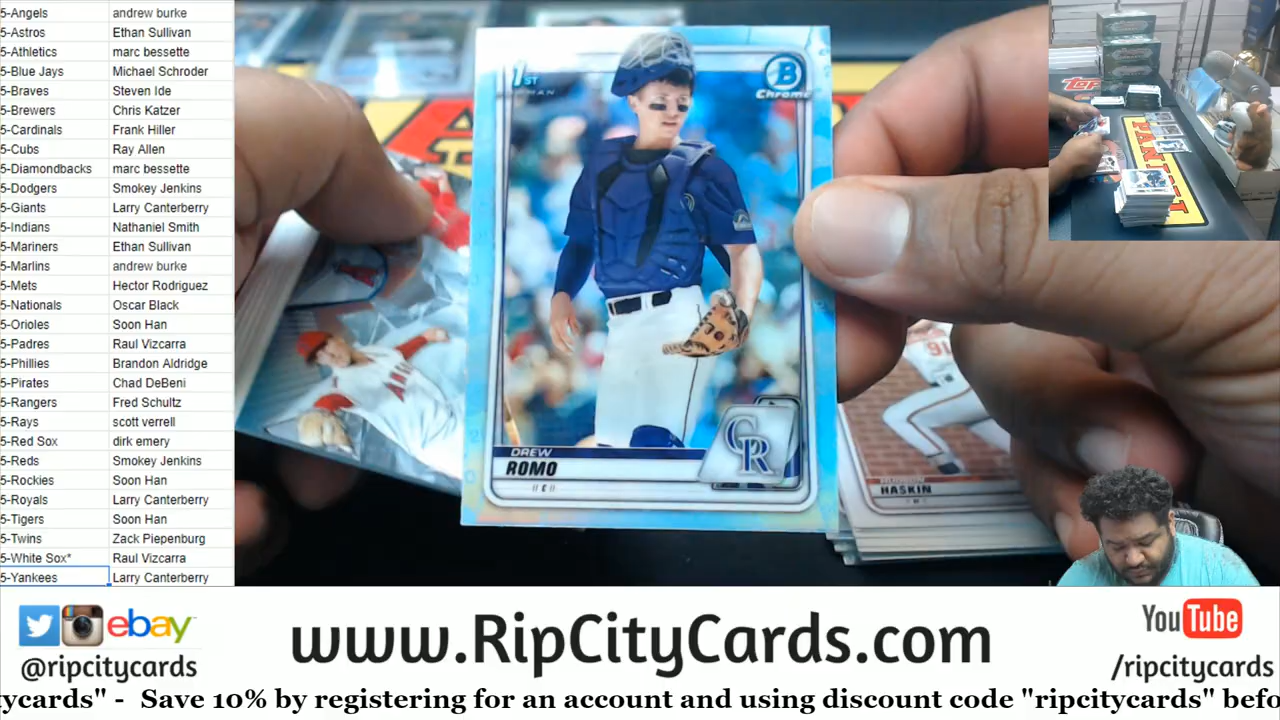 5-Angels andrew burke
5-Astros Ethan Sullivan
5-Athletics marc bessette
5-Blue Jays Michael Schroder
5-Braves Steven Ide
5-Brewers Chris Katzer
5-Cardinals Frank Hiller
5-Cubs Ray Allen
5-Diamondbacks marc bessette
5-Dodgers Smokey Jenkins
5-Giants Larry Canterberry
5-Indians Nathaniel Smith
5-Mariners Ethan Sullivan
5-Marlins andrew burke
5-Mets Hector Rodriguez
5-Nationals Oscar Black
5-Orioles Soon Han
5-Padres Raul Vizcarra
5-Phillies Brandon Aldridge
5-Pirates Chad DeBeni
5-Rangers Fred Schultz
5-Rays scott verrell
5-Red Sox dirk emery
5-Reds Smokey Jenkins
5-Rockies Soon Han
5-Royals Larry Canterberry
5-Tigers Soon Han
5-Twins Zack Piepenburg
5-White Sox* Raul Vizcarra
5-Yankees Larry Canterberry
1ST
B
Chrome
CR
DREW
ROMO
C
91
HASKIN
TOPPS
PANINI
ebay
@ripcitycards
www.RipCityCards.com
YouTube
/ripcitycards
ycards" - Save 10% by registering for an account and using discount code "ripcitycards" befo